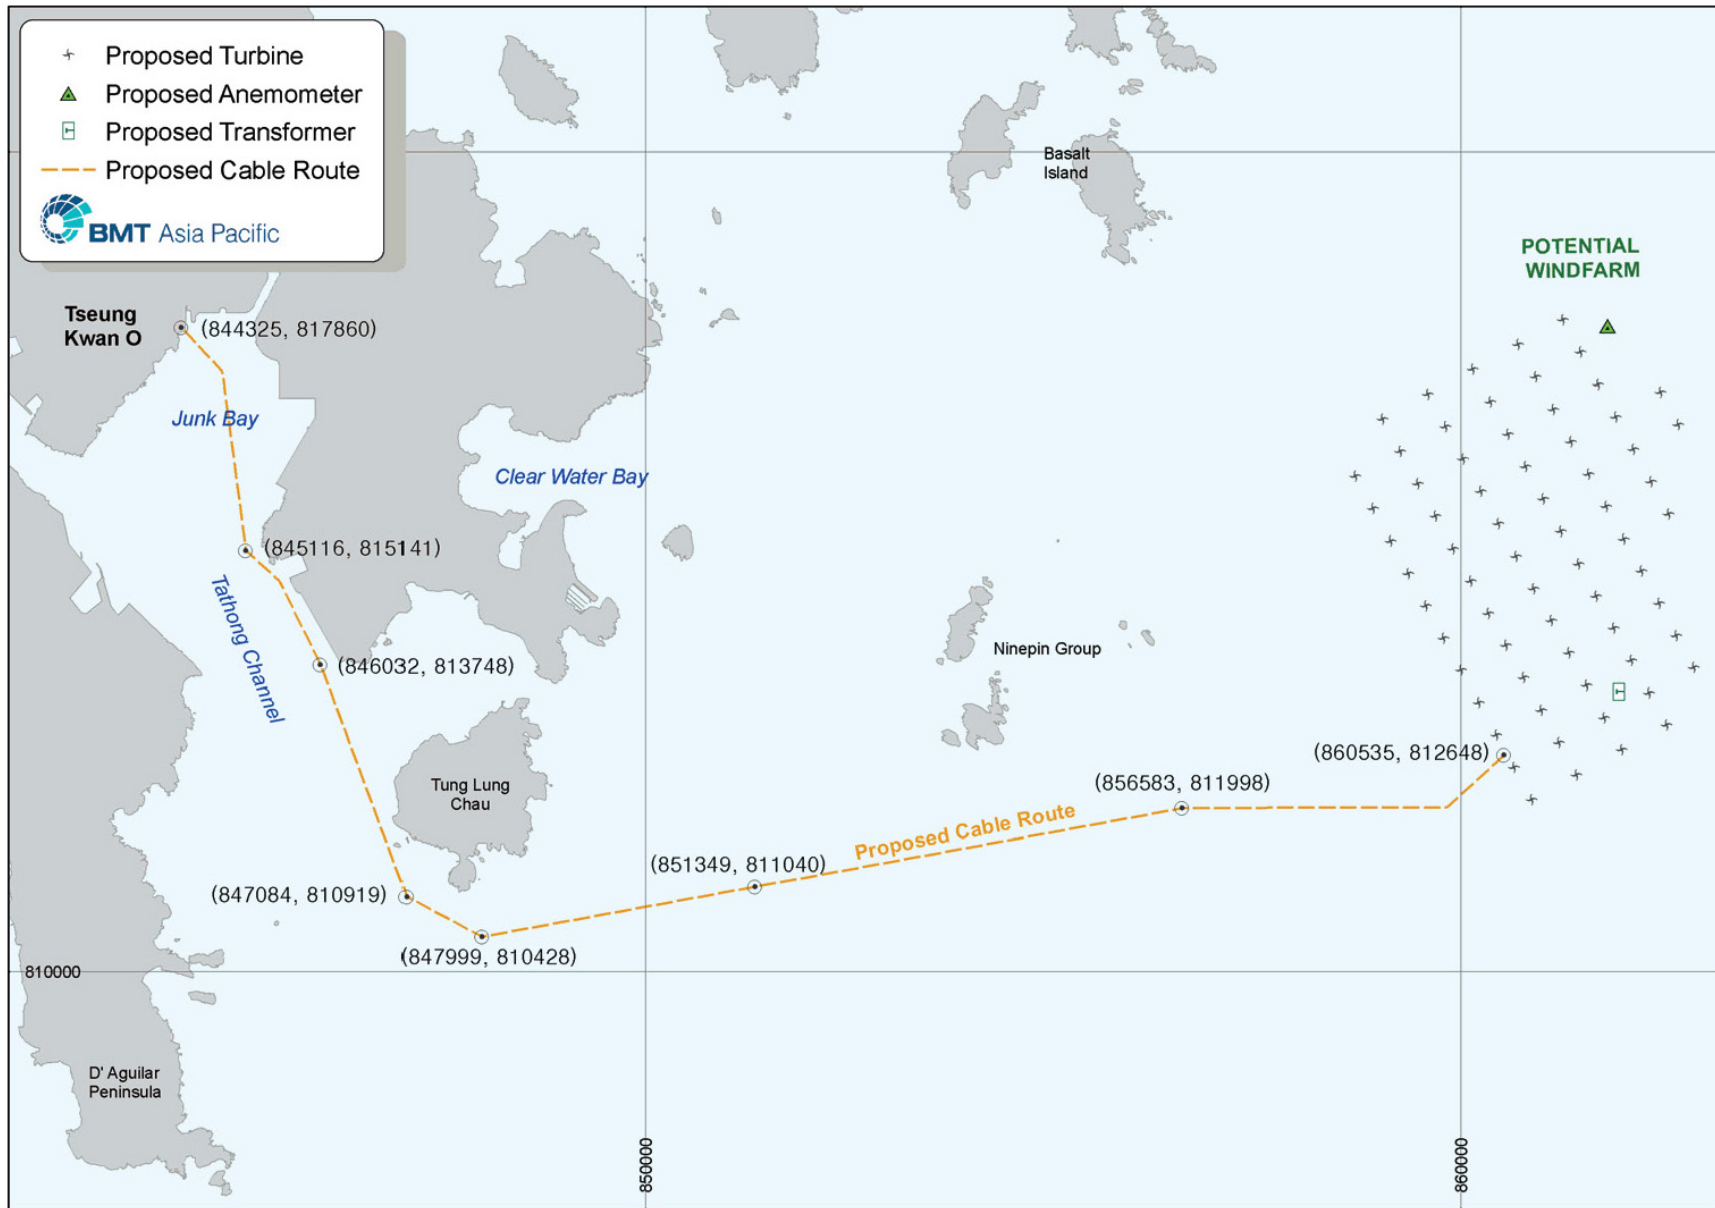 Proposed Turbine
Proposed Anemometer
Proposed Transformer
Proposed Cable Route
BMT Asia Pacific
Basalt
Island
POTENTIAL
WINDFARM
Tseung
Kwan O
(844325, 817860)
Junk Bay
Clear Water Bay
(845116, 815141)
Tathong Channel
(846032, 813748)
Ninepin Group
(860535, 812648)
(856583, 811998)
Tung Lung
Chau
Proposed Cable Route
(851349, 811040)
(847084, 810919)
(847999, 810428)
810000
D' Aguilar
Peninsula
850000
860000